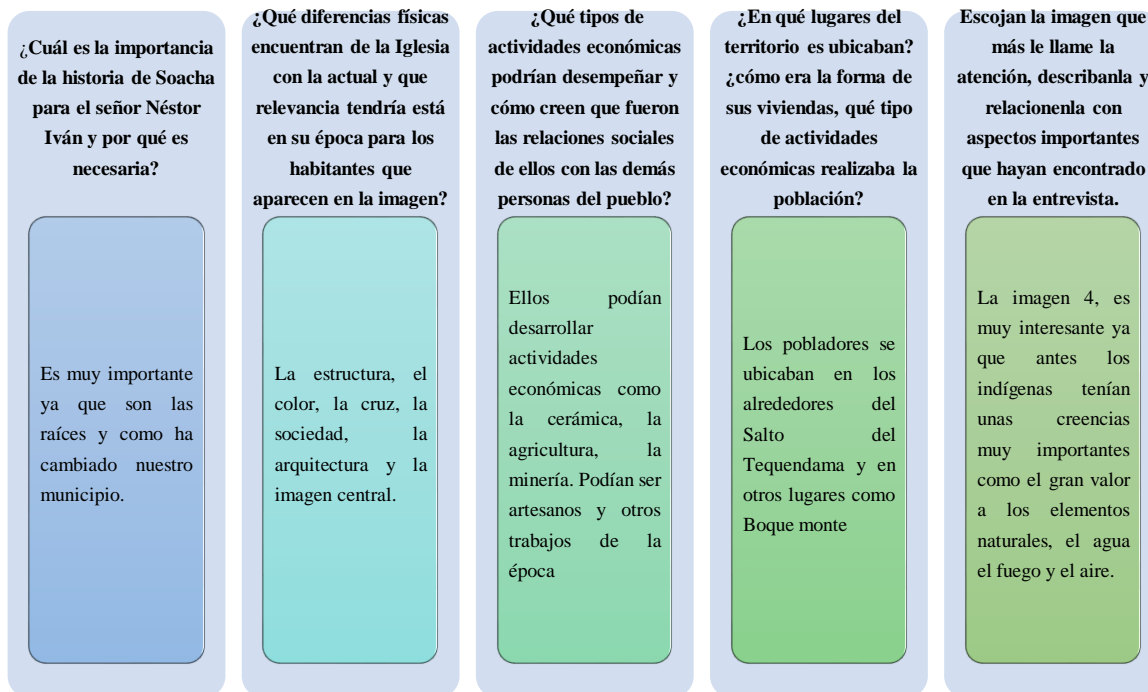 ¿Cuál es la importancia
de la historia de Soacha
para el señor Néstor
Iván y por qué es
necesaria?
Es muy importante
ya que son las
raíces y como ha
cambiado nuestro
municipio.
¿Qué diferencias físicas
encuentran de la Iglesia
con la actual y que
relevancia tendría está
en su época para los
habitantes que
aparecen en la imagen?
La estructura, el
color, la cruz, la
sociedad, la
arquitectura y la
imagen central.
¿Qué tipos de
actividades económicas
podrían desempeñar y
cómo creen que fueron
las relaciones sociales
de ellos con las demás
personas del pueblo?
Ellos podían
desarrollar
actividades
económicas como
la cerámica, la
agricultura, la
minería. Podían ser
artesanos y otros
trabajos de la
época
¿En qué lugares del
territorio es ubicaban?
¿cómo era la forma de
sus viviendas, qué tipo
de actividades
económicas realizaba la
población?
Los pobladores se
ubicaban en los
alrededores del
Salto del
Tequendama y en
otros lugares como
Boque monte
Escojan la imagen que
más le llame la
atención, describanla y
relacionenla con
aspectos importantes
que hayan encontrado
en la entrevista.
La imagen 4, es
muy interesante ya
que antes los
indígenas tenían
unas creencias
muy importantes
como el gran valor
a los elementos
naturales, el agua
el fuego y el aire.